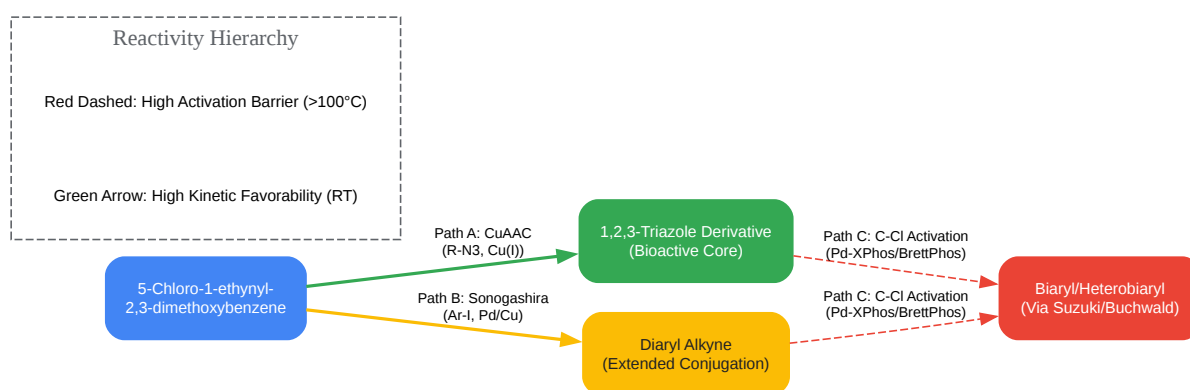 Reactivity Hierarchy
Red Dashed: High Activation Barrier (>100°C)
Green Arrow: High Kinetic Favorability (RT)
5-Chloro-1-ethynyl-
2,3-dimethoxybenzene
Path A: CuAAC
(R-N3, Cu(I))
Path B: Sonogashira
(Ar-I, Pd/Cu)
1,2,3-Triazole Derivative
(Bioactive Core)
Diaryl Alkyne
(Extended Conjugation)
Path C: C-Cl Activation
(Pd-XPhos/BrettPhos)
Path C: C-Cl Activation
(Pd-XPhos/BrettPhos)
Biaryl/Heterobiaryl
(Via Suzuki/Buchwald)